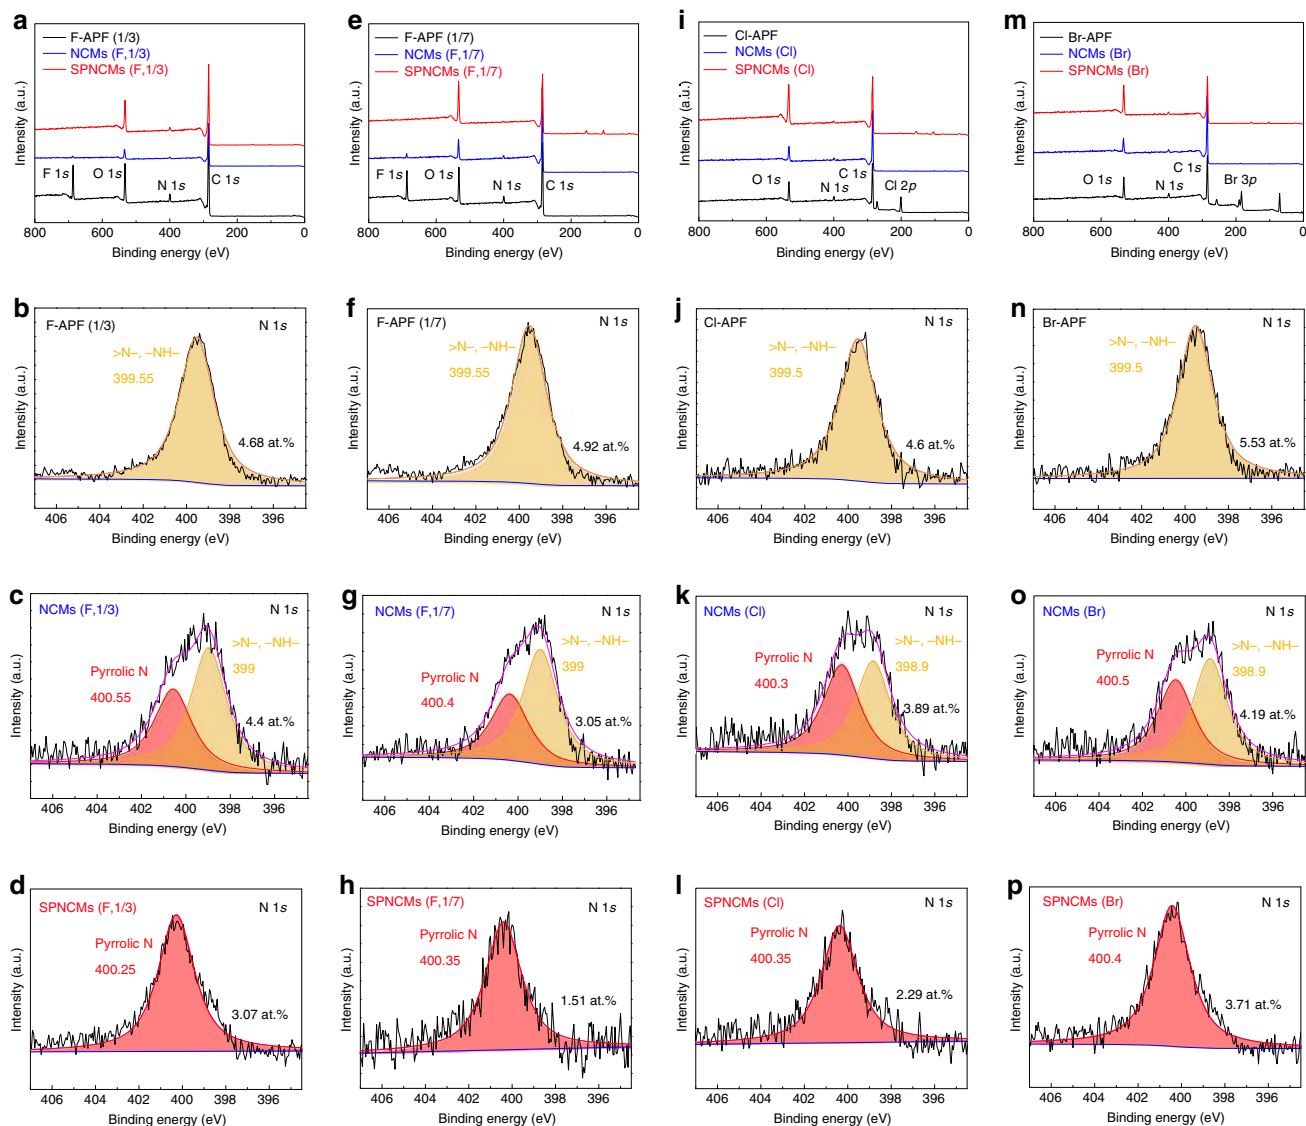 a
F-APF (1/3)
NCMs (F,1/3)
SPNCMs (F,1/3)
F 1s
O 1s
N 1s
C 1s
Intensity (a.u.)
800 600 400 200 0
Binding energy (eV)
e
F-APF (1/7)
NCMs (F,1/7)
SPNCMs (F,1/7)
F 1s
O 1s
N 1s
C 1s
Intensity (a.u.)
800 600 400 200 0
Binding energy (eV)
i
Cl-APF
NCMs (Cl)
SPNCMs (Cl)
O 1s
N 1s
C 1s
Cl 2p
Intensity (a.u.)
800 600 400 200 0
Binding energy (eV)
m
Br-APF
NCMs (Br)
SPNCMs (Br)
O 1s
N 1s
C 1s
Br 3p
Intensity (a.u.)
800 600 400 200 0
Binding energy (eV)
b
F-APF (1/3)
N 1s
>N–, –NH–
399.55
4.68 at.%
Intensity (a.u.)
406 404 402 400 398 396
Binding energy (eV)
f
F-APF (1/7)
N 1s
>N–, –NH–
399.55
4.92 at.%
Intensity (a.u.)
406 404 402 400 398 396
Binding energy (eV)
j
Cl-APF
N 1s
>N–, –NH–
399.5
4.6 at.%
Intensity (a.u.)
406 404 402 400 398 396
Binding energy (eV)
n
Br-APF
N 1s
>N–, –NH–
399.5
5.53 at.%
Intensity (a.u.)
406 404 402 400 398 396
Binding energy (eV)
c
NCMs (F,1/3)
N 1s
>N–, –NH–
399
Pyrrolic N
400.55
4.4 at.%
Intensity (a.u.)
406 404 402 400 398 396
Binding energy (eV)
g
NCMs (F,1/7)
N 1s
>N–, –NH–
399
Pyrrolic N
400.4
3.05 at.%
Intensity (a.u.)
406 404 402 400 398 396
Binding energy (eV)
k
NCMs (Cl)
N 1s
>N–, –NH–
398.9
Pyrrolic N
400.3
3.89 at.%
Intensity (a.u.)
406 404 402 400 398 396
Binding energy (eV)
o
NCMs (Br)
N 1s
>N–, –NH–
398.9
Pyrrolic N
400.5
4.19 at.%
Intensity (a.u.)
406 404 402 400 398 396
Binding energy (eV)
d
SPNCMs (F,1/3)
N 1s
Pyrrolic N
400.25
3.07 at.%
Intensity (a.u.)
406 404 402 400 398 396
Binding energy (eV)
h
SPNCMs (F,1/7)
N 1s
Pyrrolic N
400.35
1.51 at.%
Intensity (a.u.)
406 404 402 400 398 396
Binding energy (eV)
l
SPNCMs (Cl)
N 1s
Pyrrolic N
400.35
2.29 at.%
Intensity (a.u.)
406 404 402 400 398 396
Binding energy (eV)
p
SPNCMs (Br)
N 1s
Pyrrolic N
400.4
3.71 at.%
Intensity (a.u.)
406 404 402 400 398 396
Binding energy (eV)